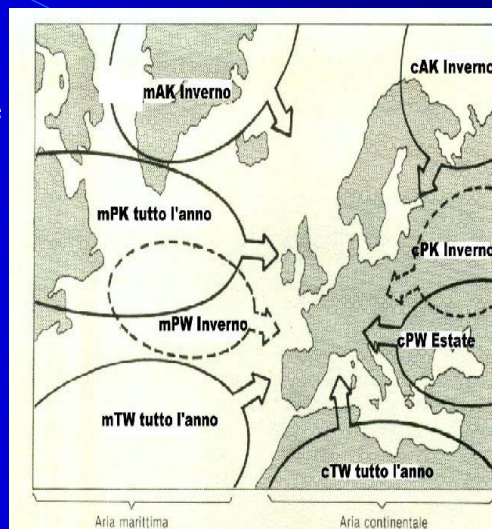 mAK Inverno
cAK Inverno
mPK tutto l'anno
cPK Inverno
mPW Inverno
cPW Estate
mTW tutto l'anno
cTW tutto l'anno
Aria marittima
Aria continentale